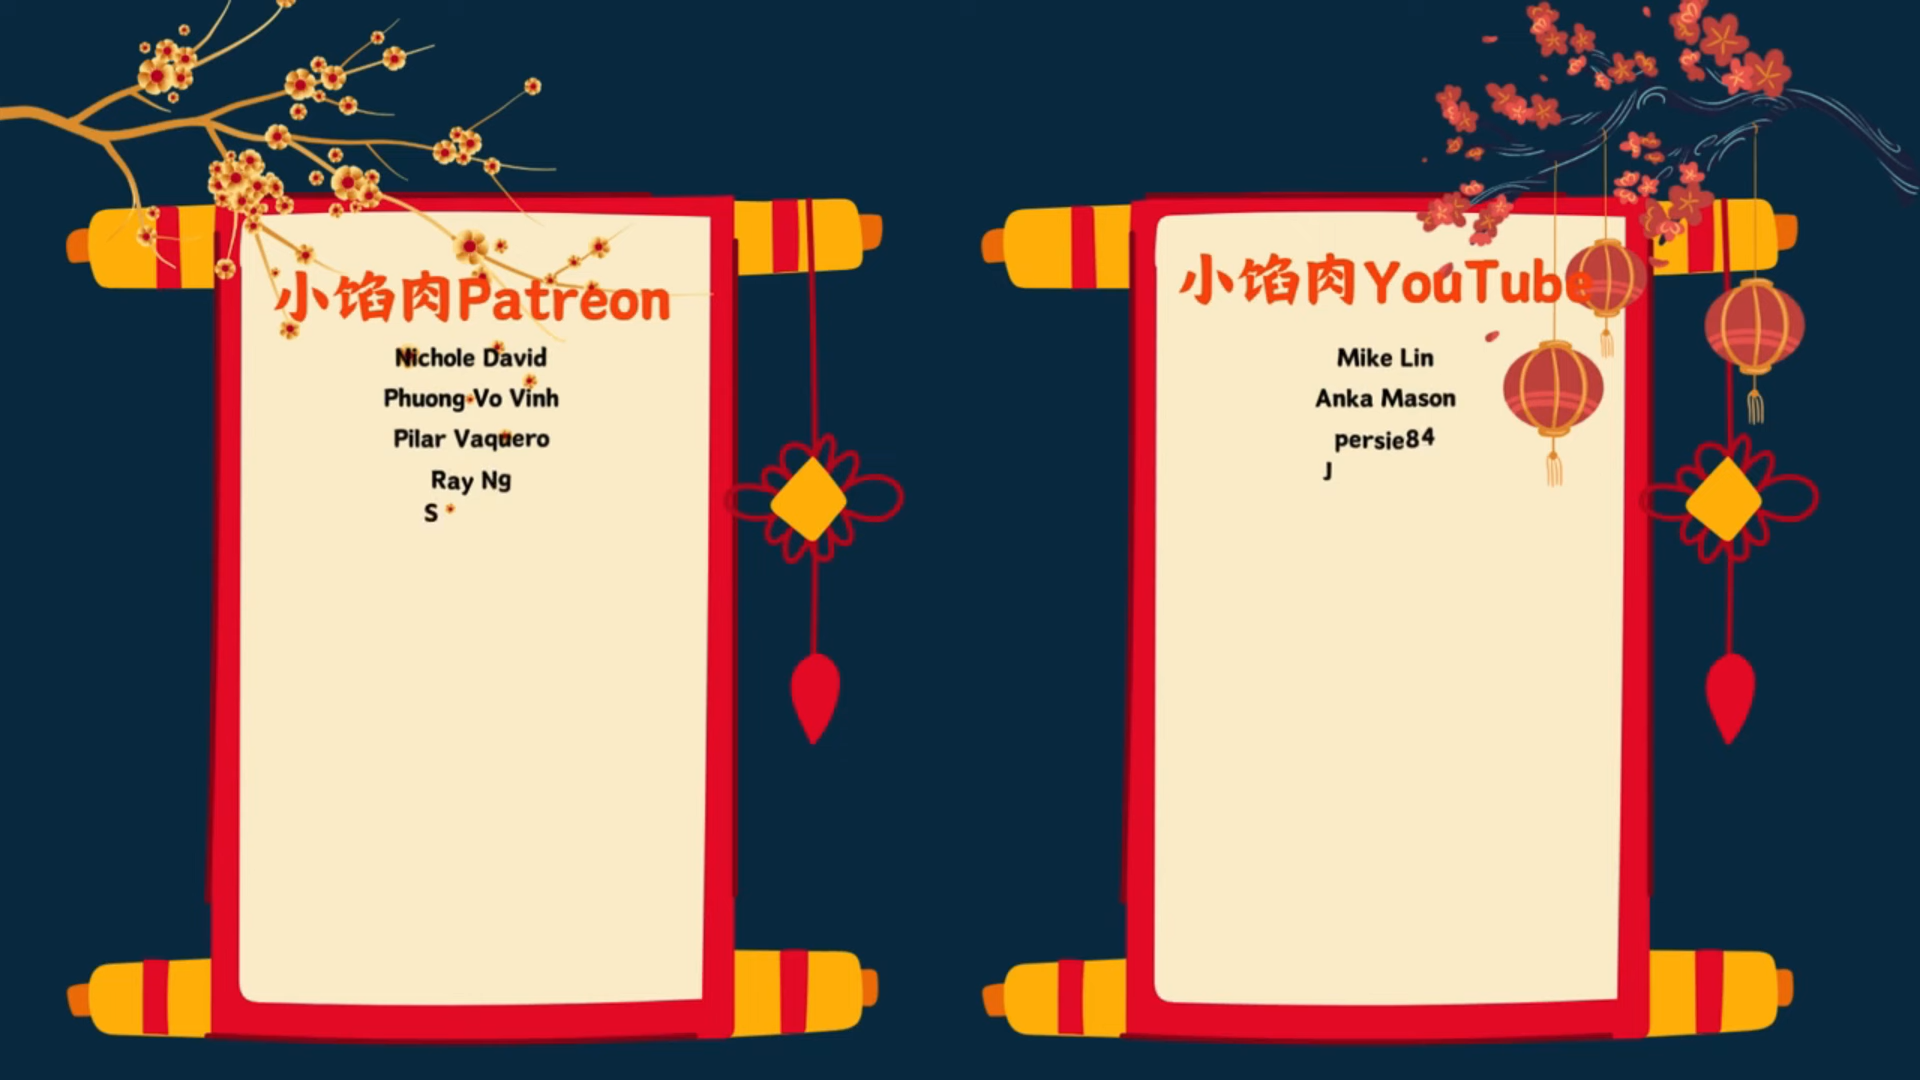 小馅肉Patreon
Nichole David
Phuong Vo Vinh
Pilar Vaquero
Ray Ng
S
小馅肉YouTube
Mike Lin
Anka Mason
persie84
J